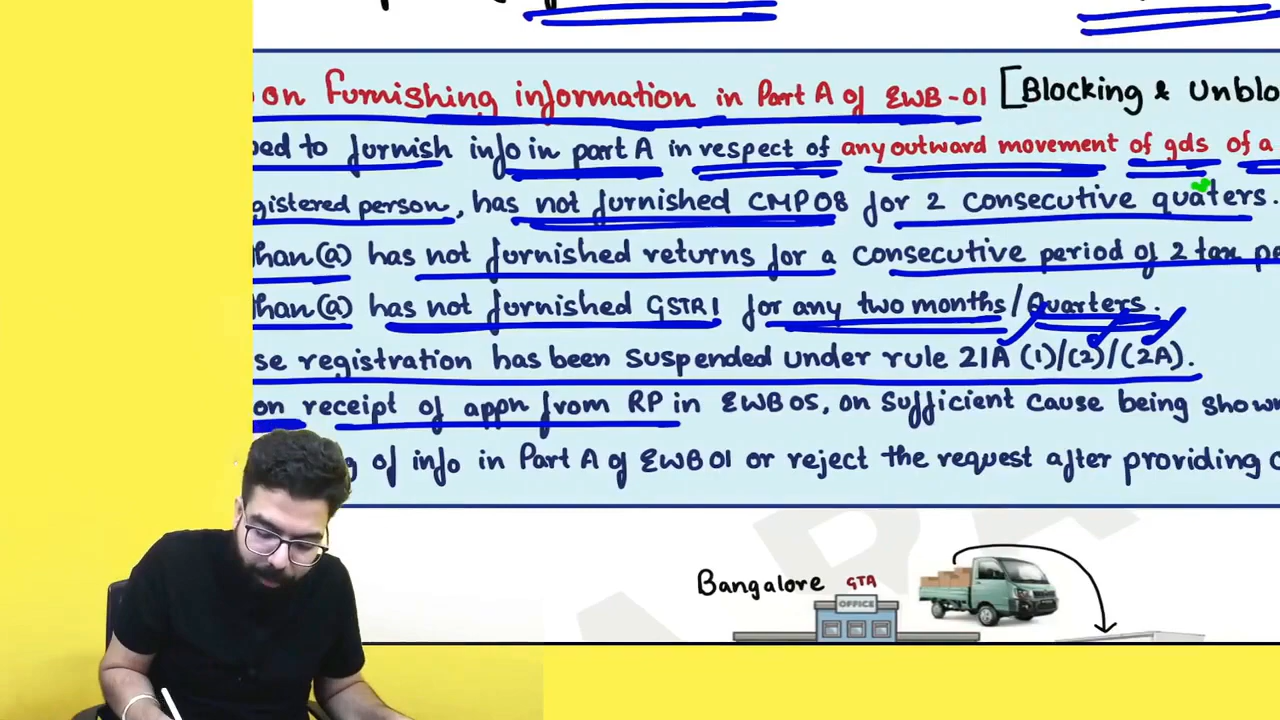 on furnishing information in Part A of EWB-01 [Blocking & Unblo
ped to furnish info in part A in respect of any outward movement of gds of a
gistered person, has not furnished CMP08 for 2 consecutive quaters.
than (a) has not furnished returns for a consecutive period of 2 tax pe
than (a) has not furnished GSTR1 for any two months/Quarters.
se registration has been suspended under rule 21A (1)/(2)/(2A).
on receipt of appn from RP in EWB05, on sufficient cause being shown
g of info in Part A of EWB01 or reject the request after providing o
Bangalore GTA
OFFICE